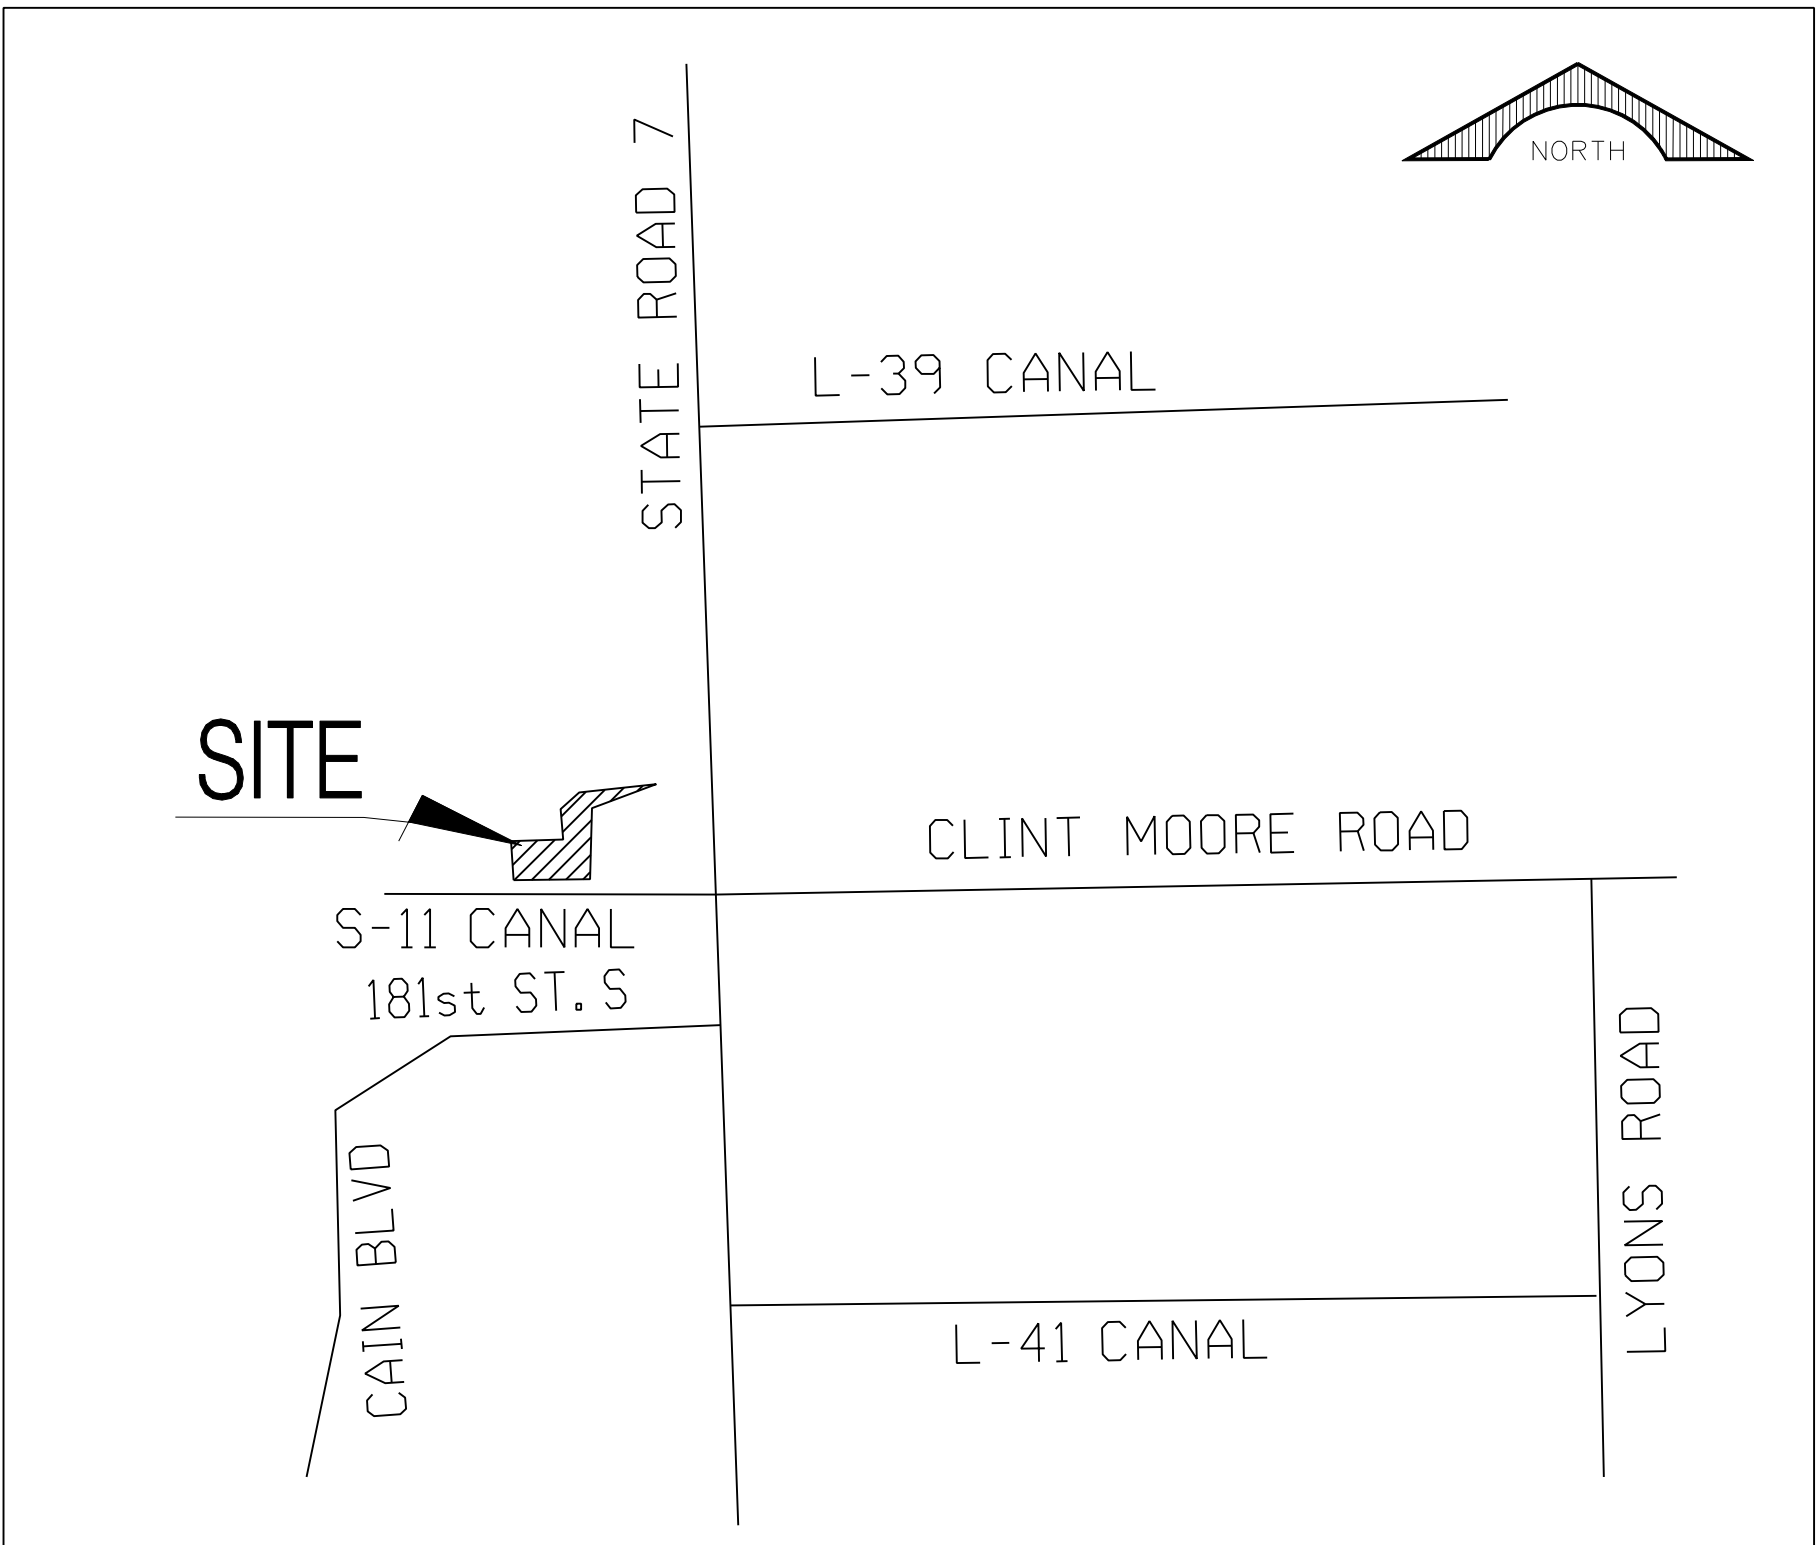 NORTH
STATE ROAD 7
L-39 CANAL
SITE
CLINT MOORE ROAD
S-11 CANAL
181st ST. S
LYONS ROAD
CAIN BLVD
L-41 CANAL